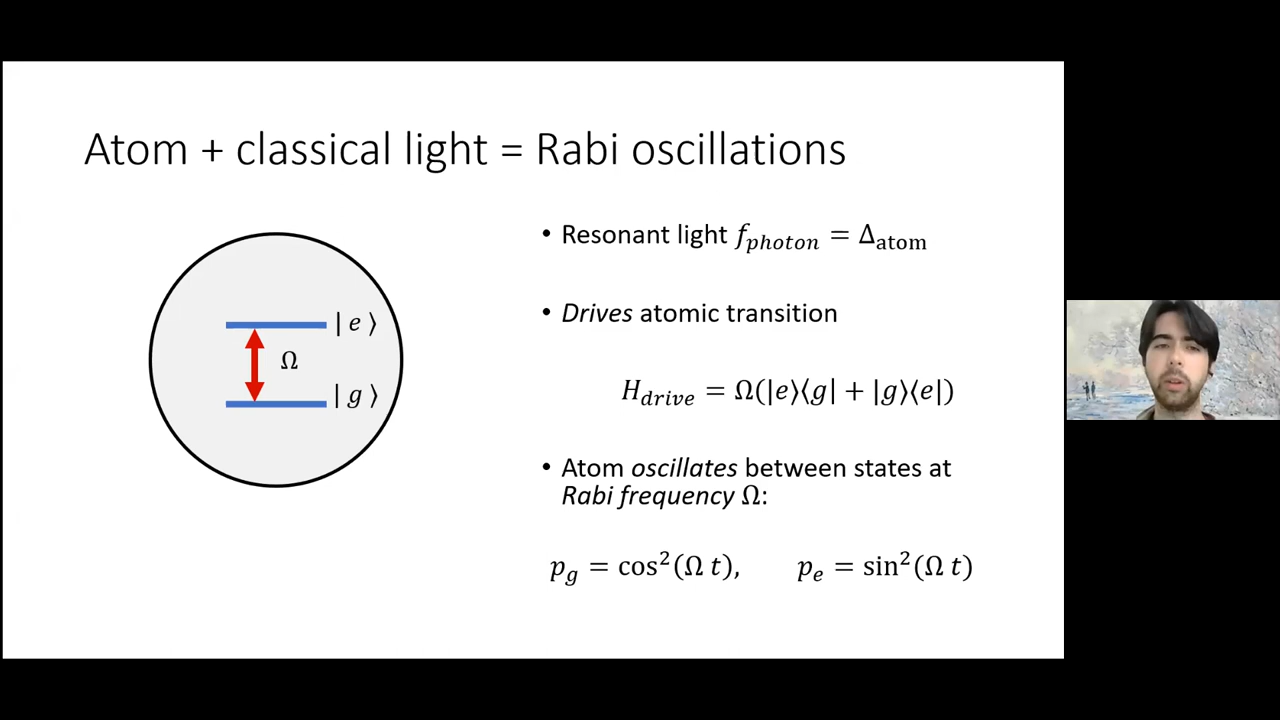 Atom + classical light = Rabi oscillations
| e ⟩
Ω
| g ⟩
• Resonant light f_photon = Δ_atom
• Drives atomic transition
H_drive = Ω(|e⟩⟨g| + |g⟩⟨e|)
• Atom oscillates between states at
Rabi frequency Ω:
p_g = cos²(Ω t), p_e = sin²(Ω t)